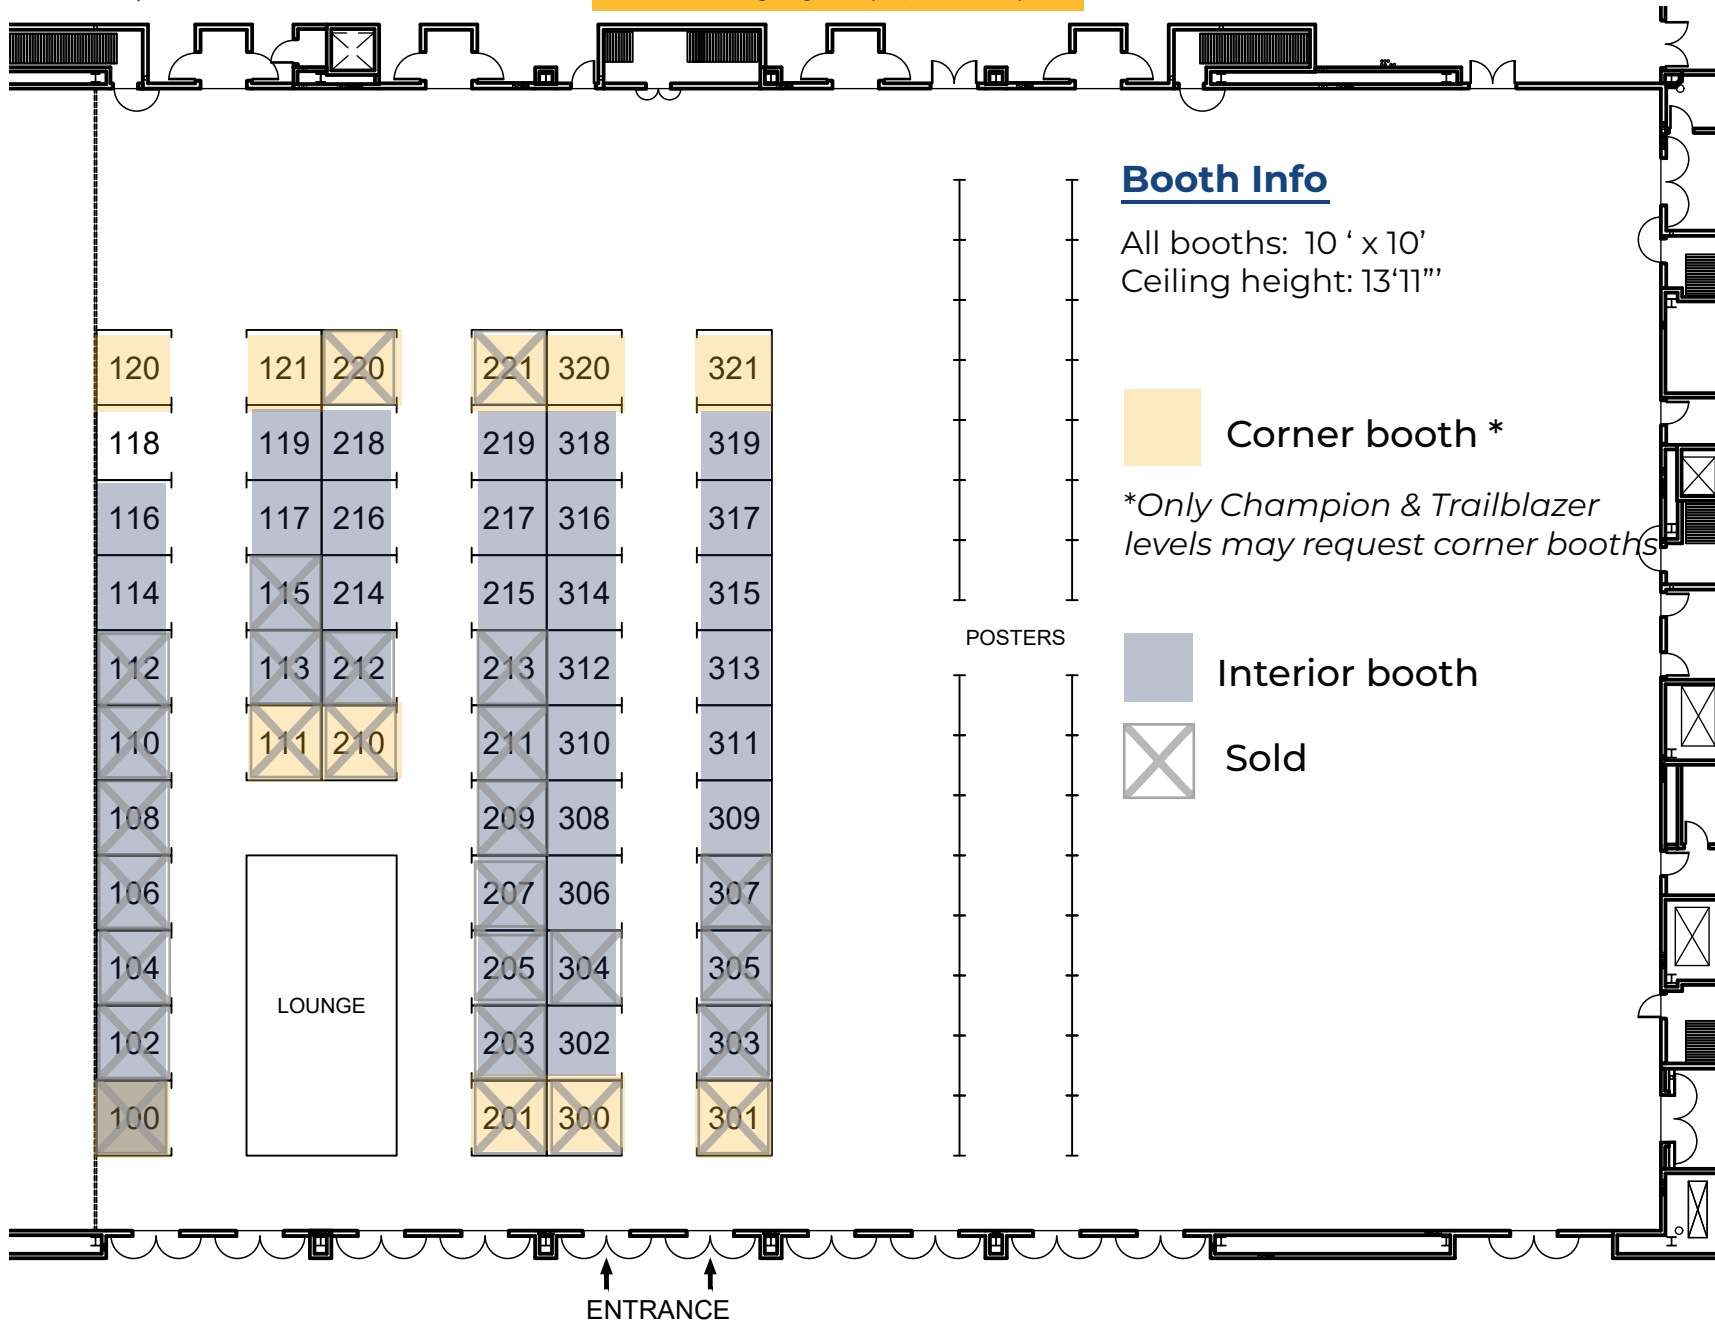 Booth Info
All booths: 10 ‘ x 10’
Ceiling height: 13‘11”’
120 121 220 221 320 321
118 119 218 219 318 319
Corner booth *
116 117 216 217 316 317
*Only Champion & Trailblazer
levels may request corner booths
114 115 214 215 314 315
POSTERS
112 113 212 213 312 313
Interior booth
110 111 210 211 310 311
Sold
108 209 308 309
106 207 306 307
104 205 304 305
LOUNGE
102 203 302 303
100 201 300 301
ENTRANCE